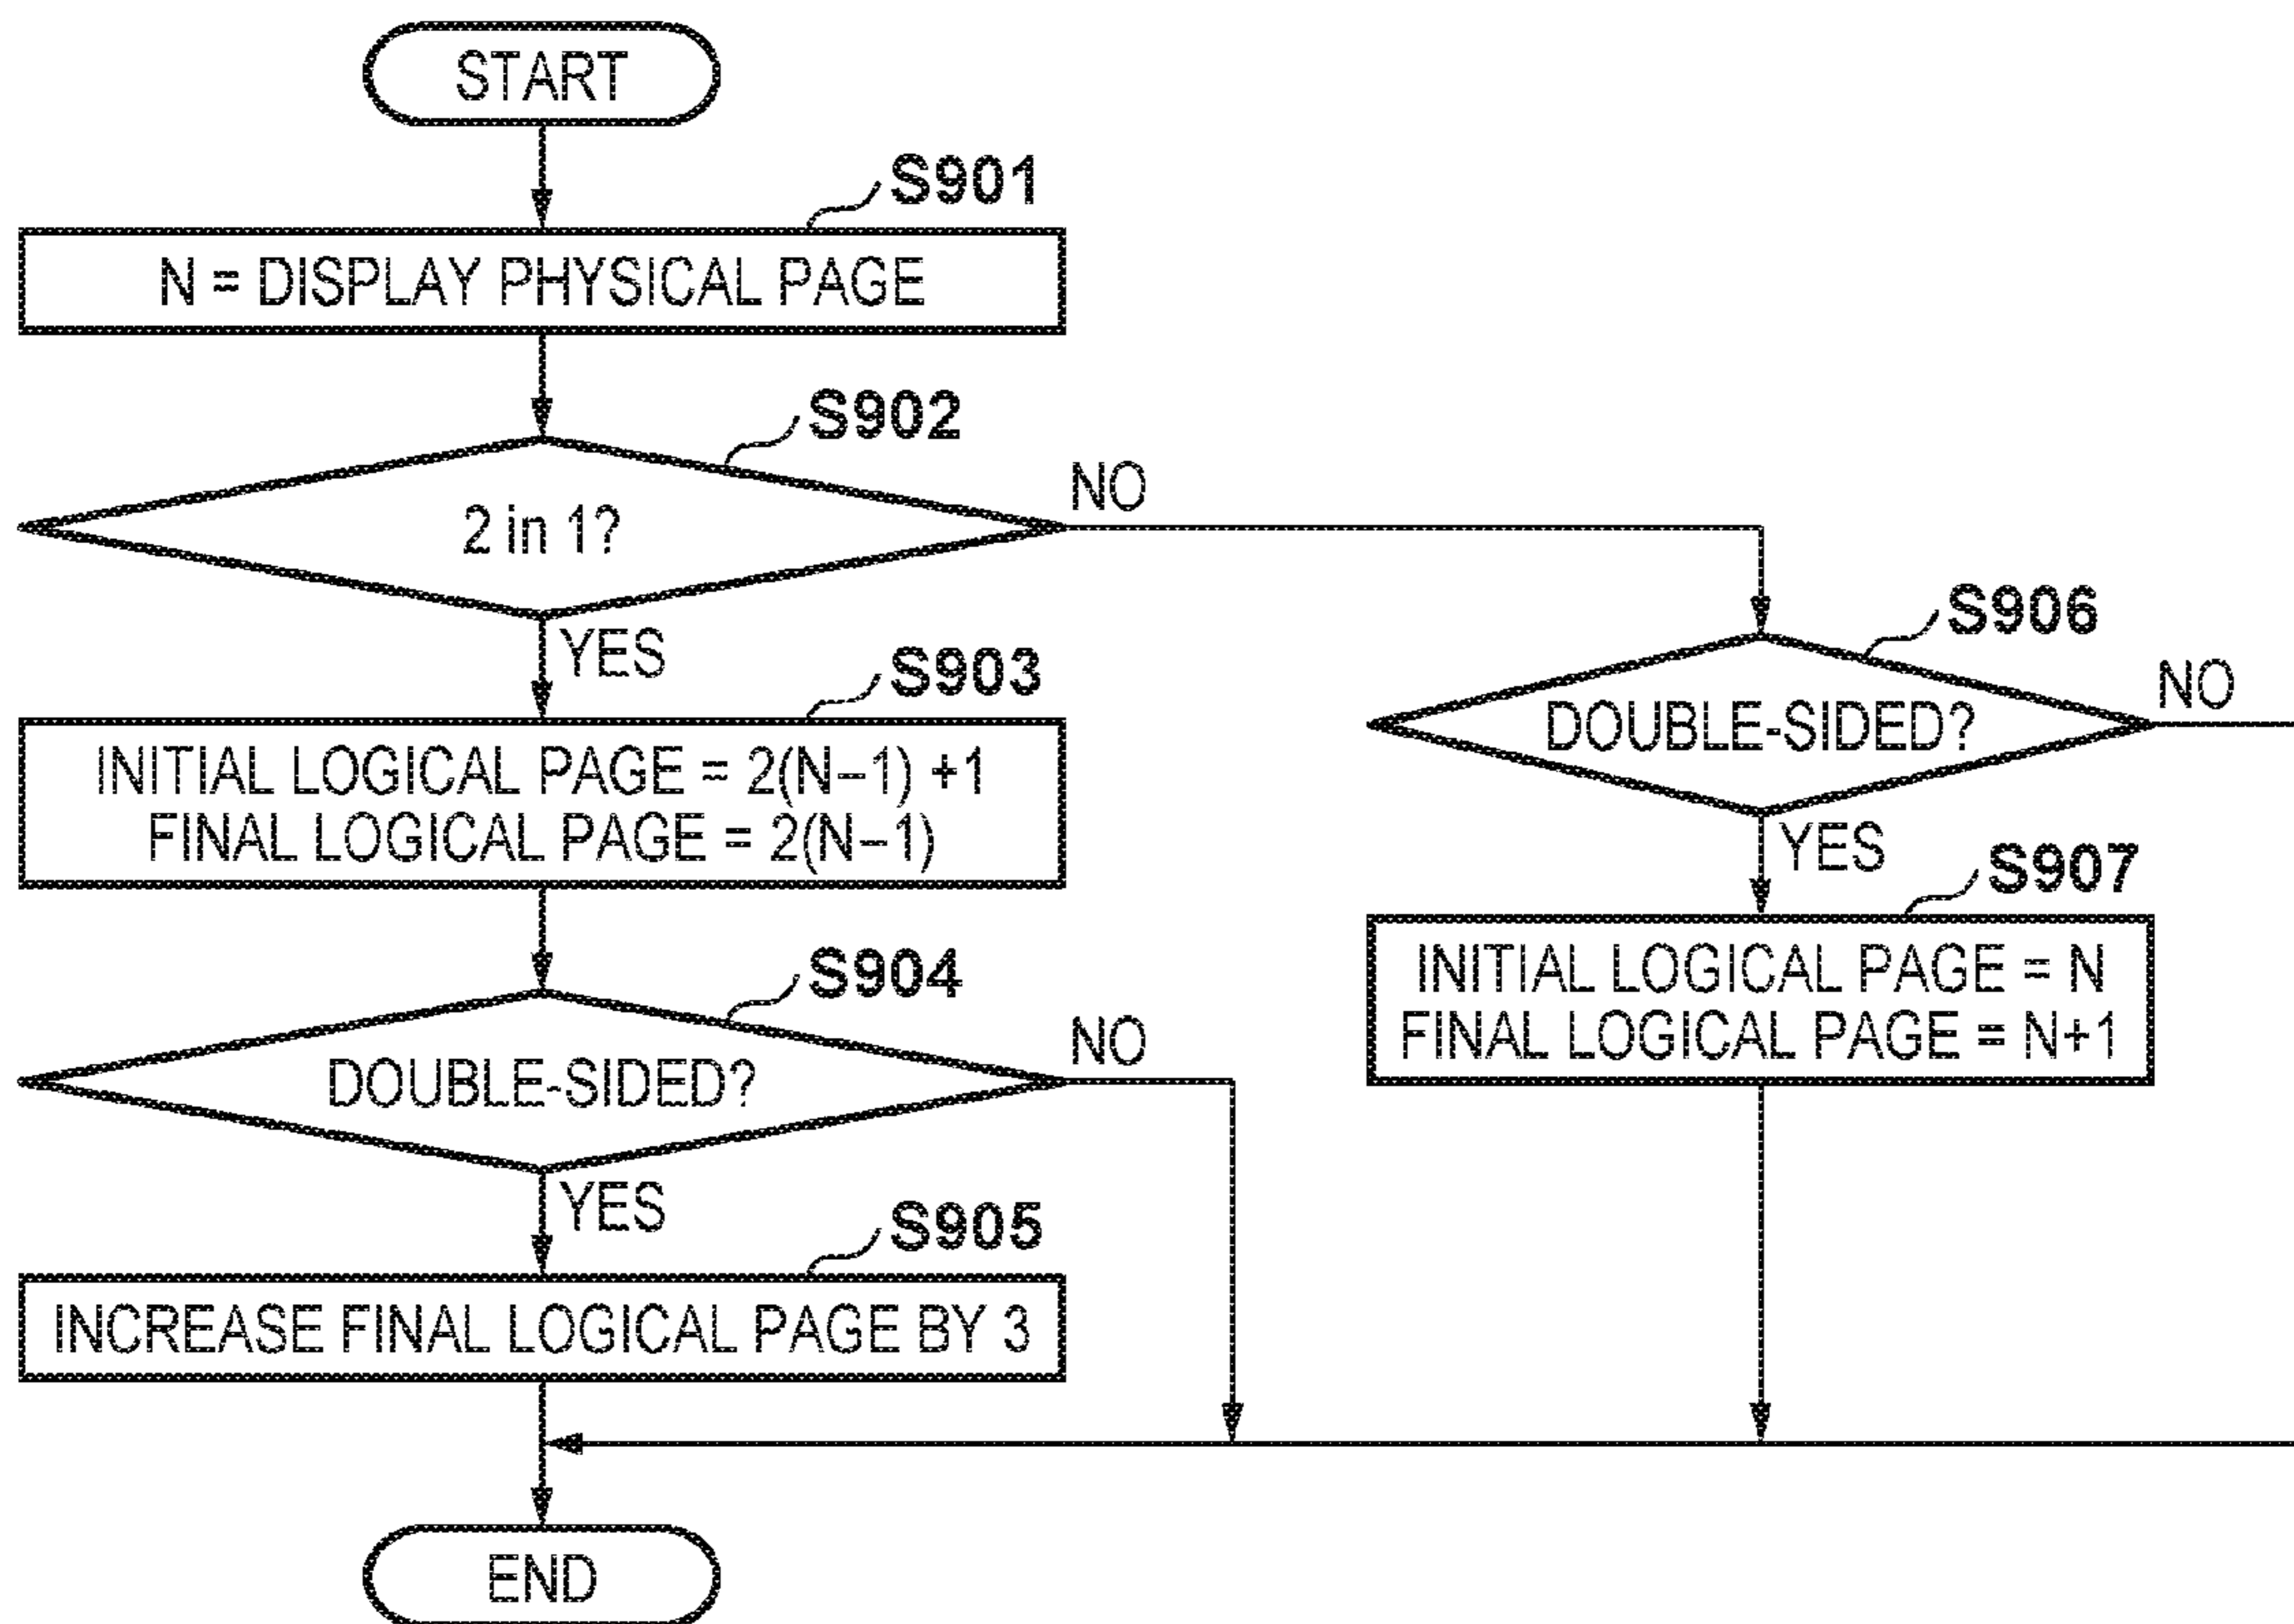 START
S901
N = DISPLAY PHYSICAL PAGE
S902
2 in 1?
NO
YES
S903
INITIAL LOGICAL PAGE = 2(N–1) +1
FINAL LOGICAL PAGE = 2(N–1)
S904
DOUBLE-SIDED?
NO
YES
S905
INCREASE FINAL LOGICAL PAGE BY 3
S906
DOUBLE-SIDED?
NO
YES
S907
INITIAL LOGICAL PAGE = N
FINAL LOGICAL PAGE = N+1
END